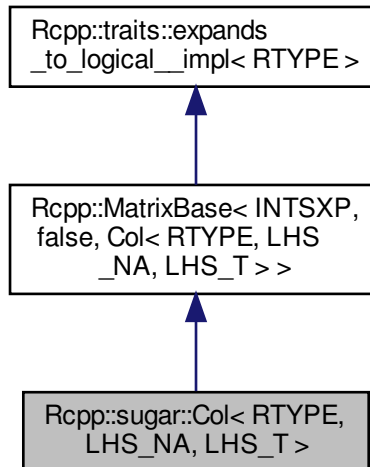 Rcpp::traits::expands
_to_logical__impl< RTYPE >
Rcpp::MatrixBase< INTSXP,
false, Col< RTYPE, LHS
_NA, LHS_T > >
Rcpp::sugar::Col< RTYPE,
LHS_NA, LHS_T >